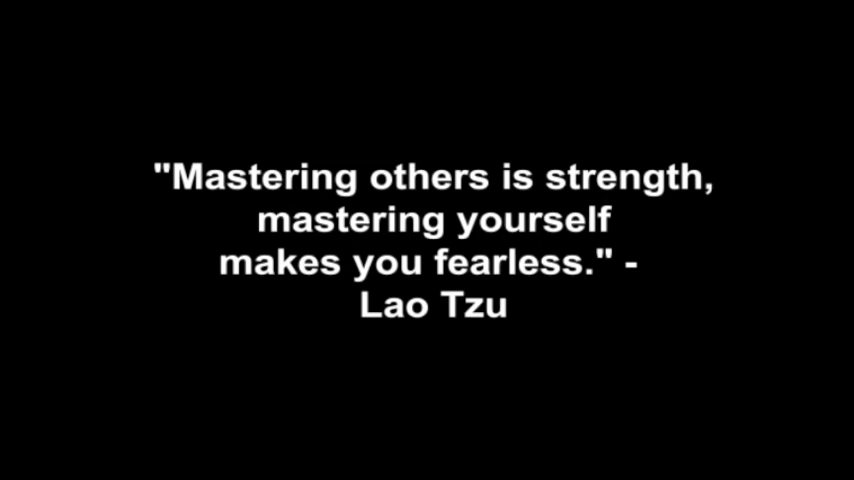 "Mastering others is strength,
mastering yourself
makes you fearless." -
Lao Tzu